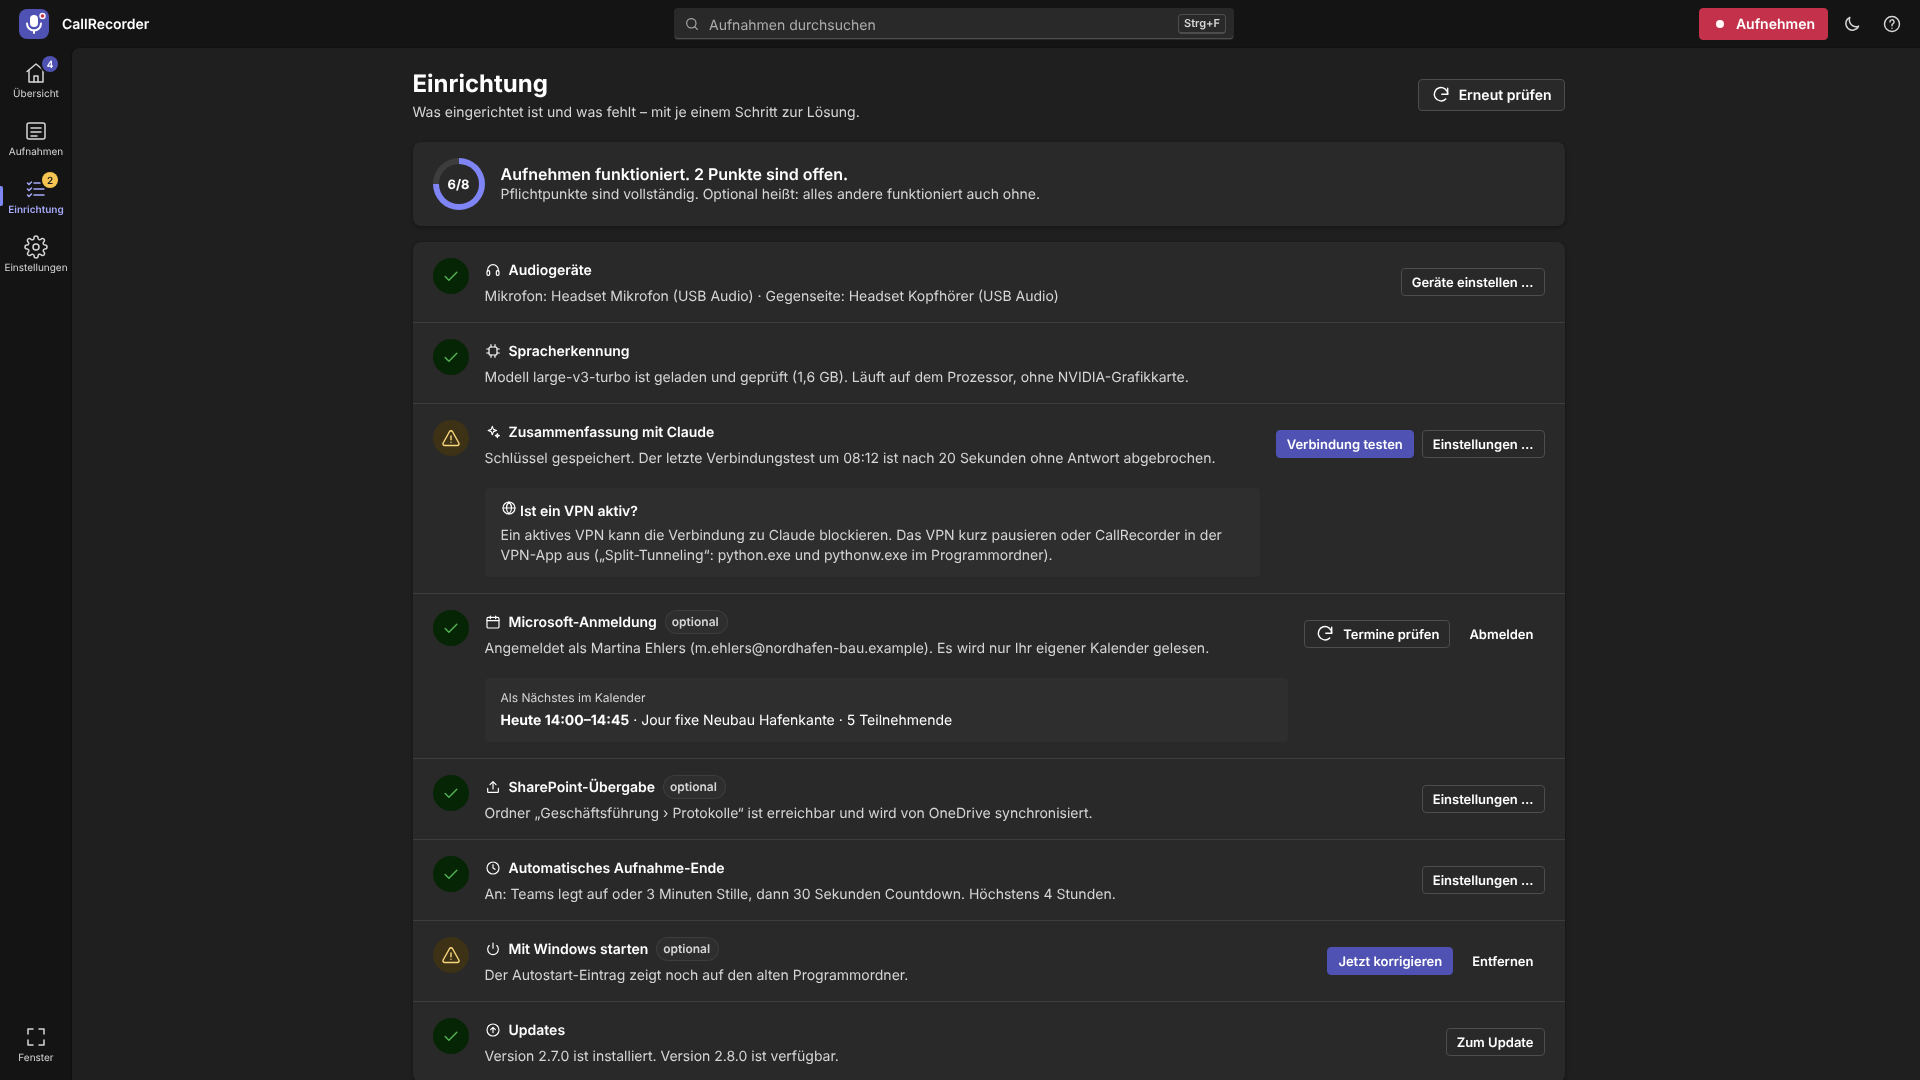 CallRecorder
Aufnahmen durchsuchen
Strg+F
Aufnehmen
4
Übersicht
Aufnahmen
2
Einrichtung
Einstellungen
Fenster
Einrichtung
Was eingerichtet ist und was fehlt – mit je einem Schritt zur Lösung.
Erneut prüfen
6/8
Aufnehmen funktioniert. 2 Punkte sind offen.
Pflichtpunkte sind vollständig. Optional heißt: alles andere funktioniert auch ohne.
Audiogeräte
Mikrofon: Headset Mikrofon (USB Audio) · Gegenseite: Headset Kopfhörer (USB Audio)
Geräte einstellen ...
Spracherkennung
Modell large-v3-turbo ist geladen und geprüft (1,6 GB). Läuft auf dem Prozessor, ohne NVIDIA-Grafikkarte.
Zusammenfassung mit Claude
Schlüssel gespeichert. Der letzte Verbindungstest um 08:12 ist nach 20 Sekunden ohne Antwort abgebrochen.
Verbindung testen
Einstellungen ...
Ist ein VPN aktiv?
Ein aktives VPN kann die Verbindung zu Claude blockieren. Das VPN kurz pausieren oder CallRecorder in der
VPN-App aus („Split-Tunneling“: python.exe und pythonw.exe im Programmordner).
Microsoft-Anmeldung optional
Angemeldet als Martina Ehlers (m.ehlers@nordhafen-bau.example). Es wird nur Ihr eigener Kalender gelesen.
Termine prüfen
Abmelden
Als Nächstes im Kalender
Heute 14:00–14:45 · Jour fixe Neubau Hafenkante · 5 Teilnehmende
SharePoint-Übergabe optional
Ordner „Geschäftsführung › Protokolle“ ist erreichbar und wird von OneDrive synchronisiert.
Einstellungen ...
Automatisches Aufnahme-Ende
An: Teams legt auf oder 3 Minuten Stille, dann 30 Sekunden Countdown. Höchstens 4 Stunden.
Einstellungen ...
Mit Windows starten optional
Der Autostart-Eintrag zeigt noch auf den alten Programmordner.
Jetzt korrigieren
Entfernen
Updates
Version 2.7.0 ist installiert. Version 2.8.0 ist verfügbar.
Zum Update